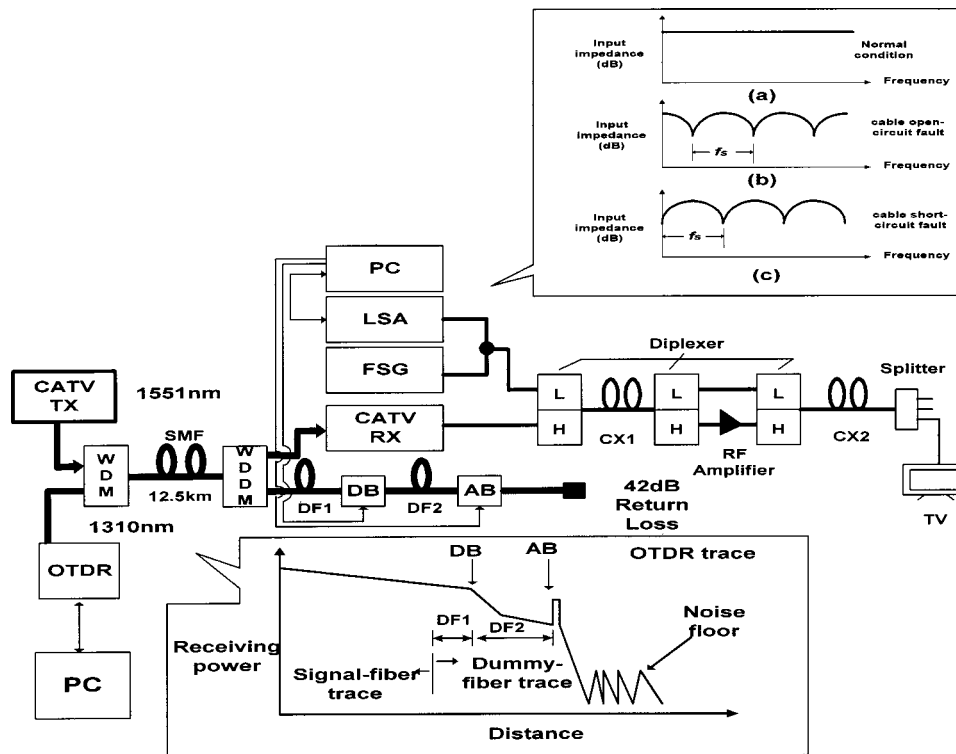 Input
impedance
(dB)
Normal
condition
Frequency
(a)
Input
impedance
(dB)
cable open-
circuit fault
fs
Frequency
(b)
Input
impedance
(dB)
cable short-
circuit fault
fs
Frequency
(c)
PC
LSA
FSG
CATV
RX
CATV
TX
1551nm
SMF
WDM
12.5km
WDDM
1310nm
OTDR
PC
DF1
DB
DF2
AB
42dB
Return
Loss
Diplexer
L
H
CX1
L
H
RF
Amplifier
L
H
CX2
Splitter
TV
OTDR trace
DB
AB
Receiving
power
DF1
DF2
Signal-fiber
trace
Dummy-
fiber trace
Noise
floor
Distance